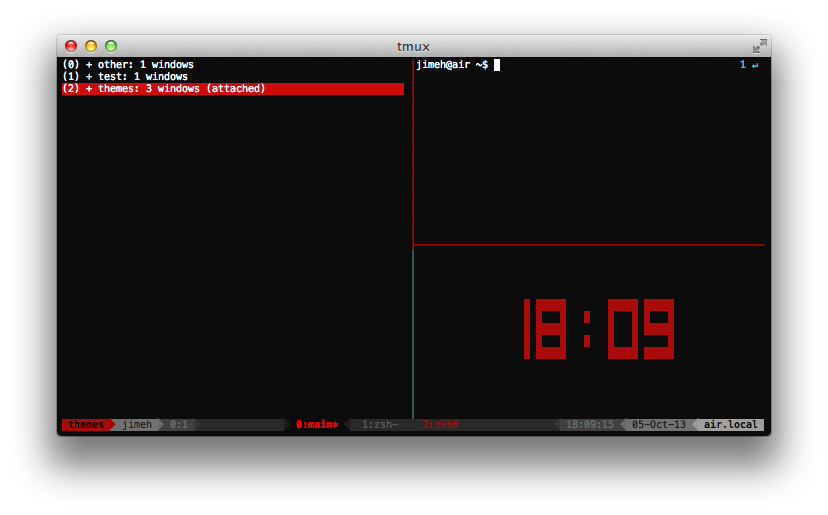 tmux
(0) + other: 1 windows
(1) + test: 1 windows
(2) + themes: 3 windows (attached)
jimeh@air ~$ 1 ↵
18:09
themes jimeh 0:1 0:main* 1:zsh- 2:zsh# 18:09:15 05-Oct-13 air.local